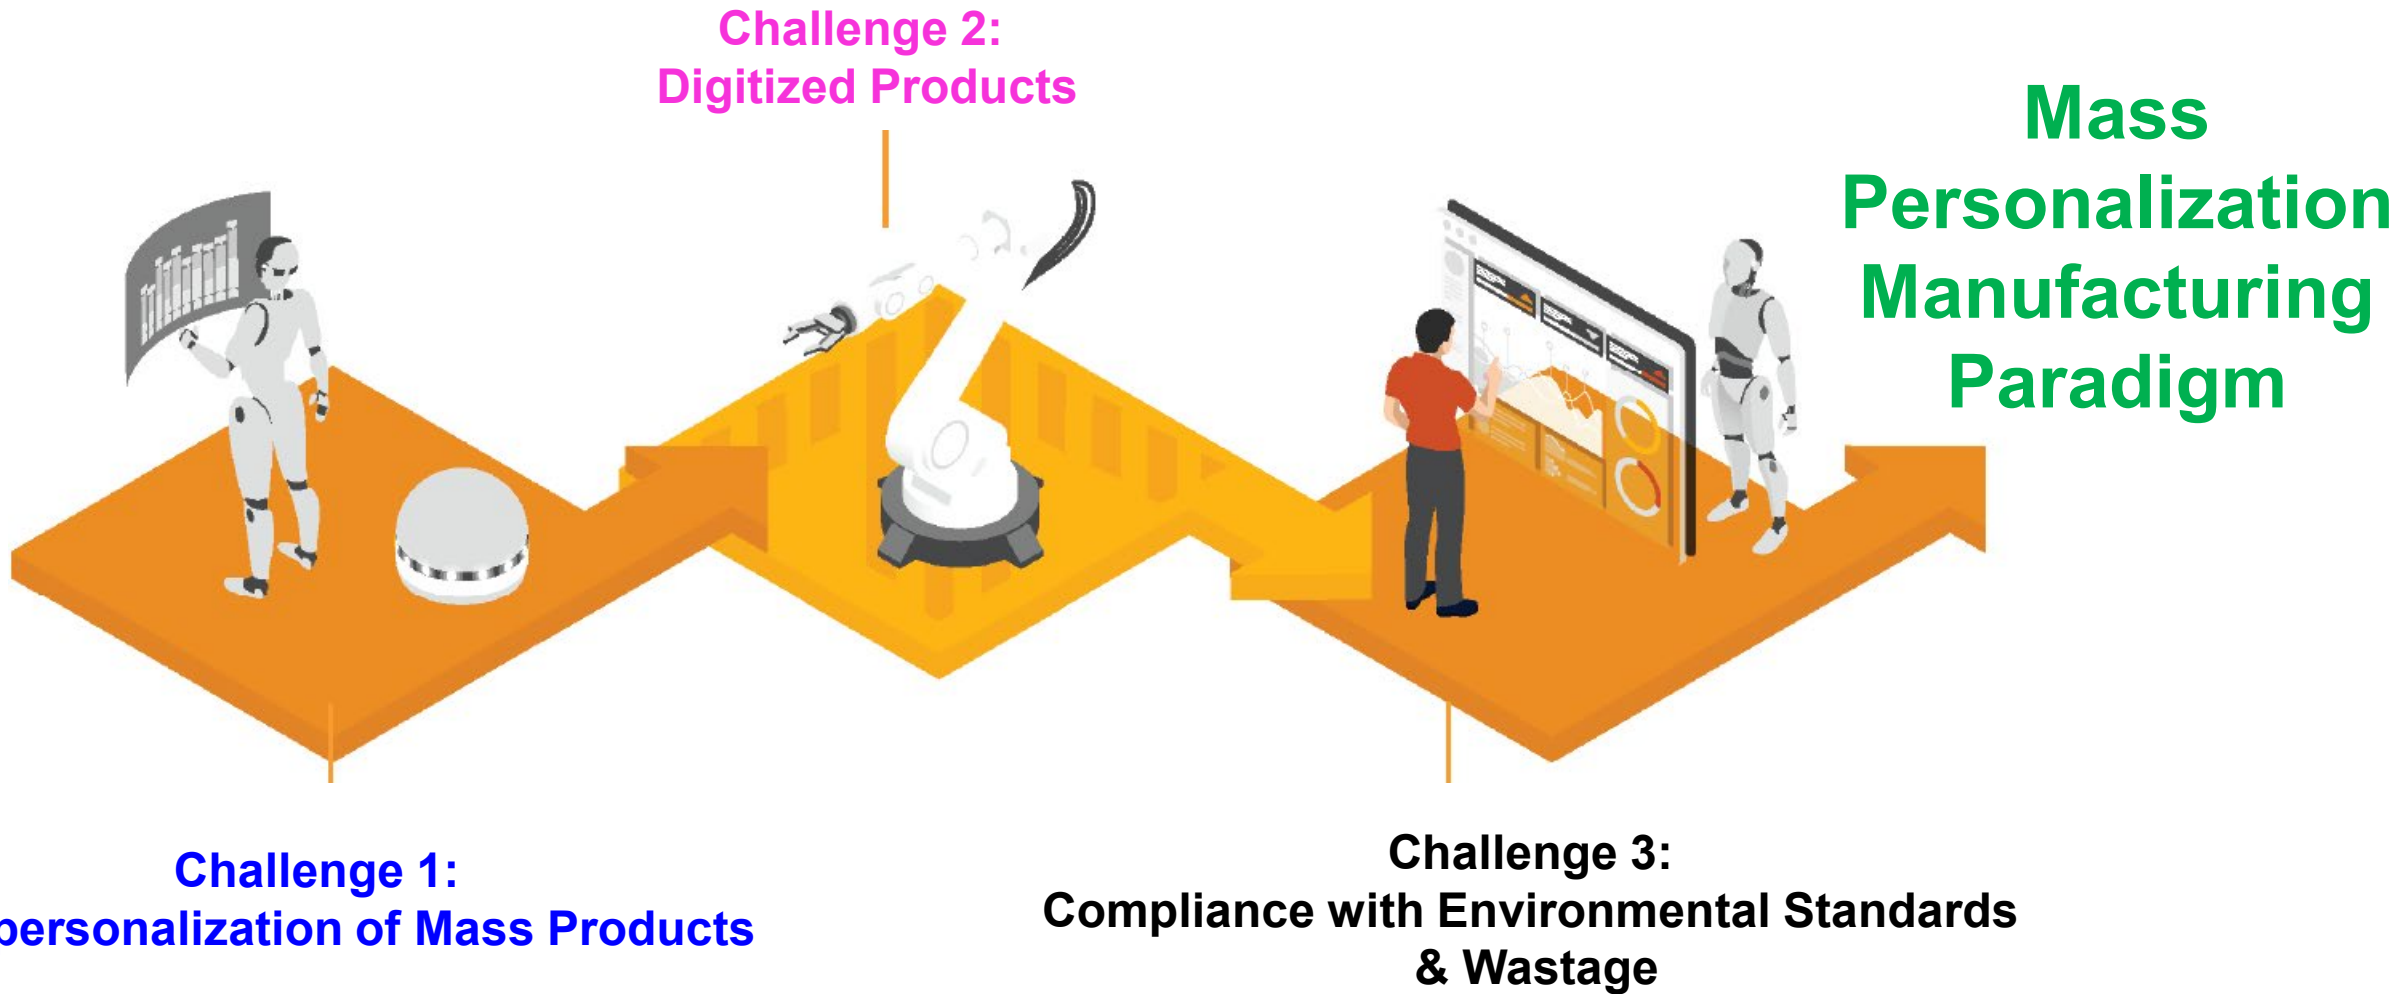 Challenge 2:
Digitized Products
Mass
Personalization
Manufacturing
Paradigm
Challenge 1:
personalization of Mass Products
Challenge 3:
Compliance with Environmental Standards
& Wastage